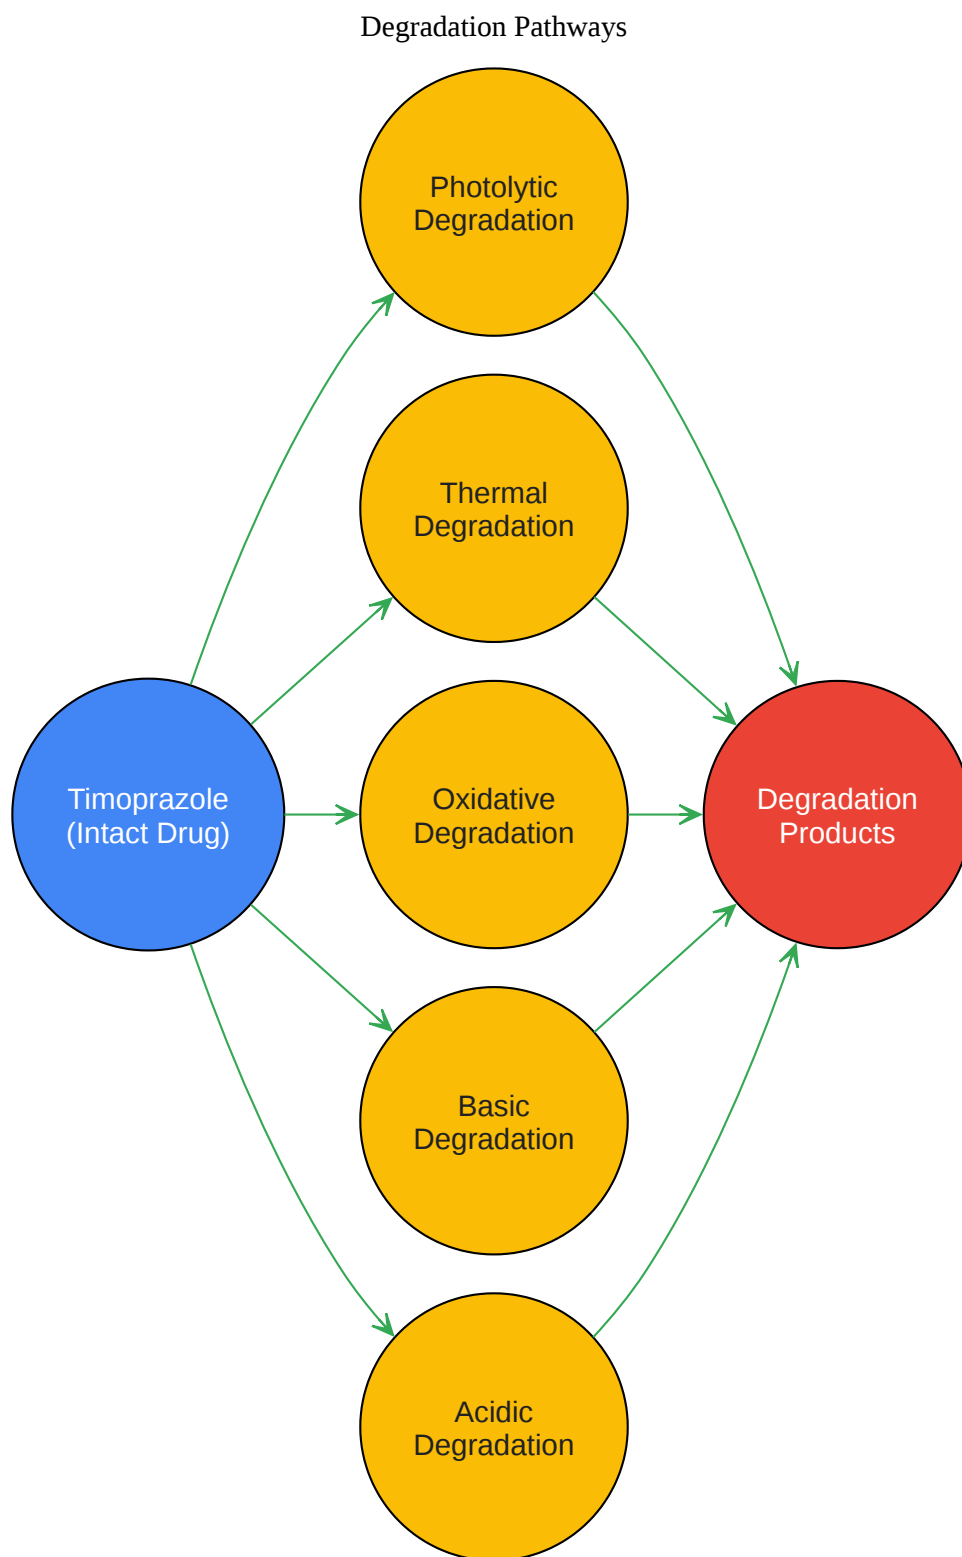 Degradation Pathways
Photolytic
Degradation
Thermal
Degradation
Timoprazole
(Intact Drug)
Oxidative
Degradation
Degradation
Products
Basic
Degradation
Acidic
Degradation